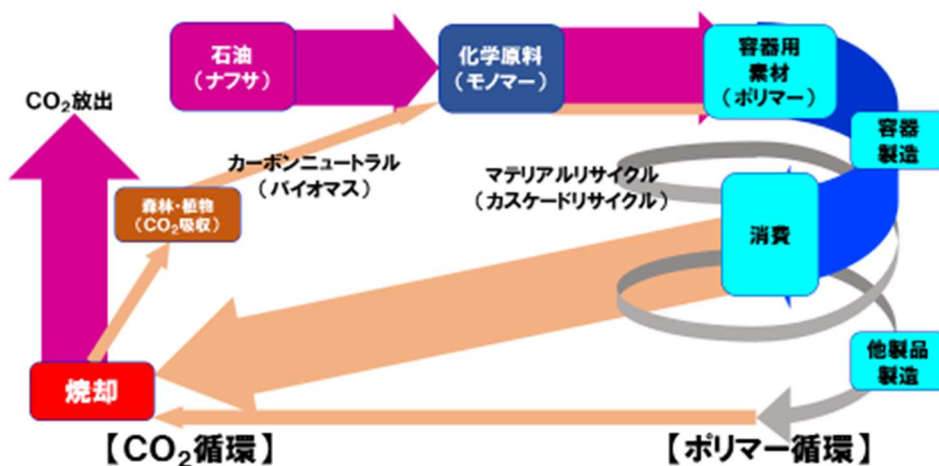 石油
(ナフサ)
化学原料
(モノマー)
容器用
素材
(ポリマー)
CO₂放出
容器
製造
カーボンニュートラル
(バイオマス)
マテリアルリサイクル
(カスケードリサイクル)
森林・植物
(CO₂吸収)
消費
他製品
製造
焼却
【CO₂循環】
【ポリマー循環】